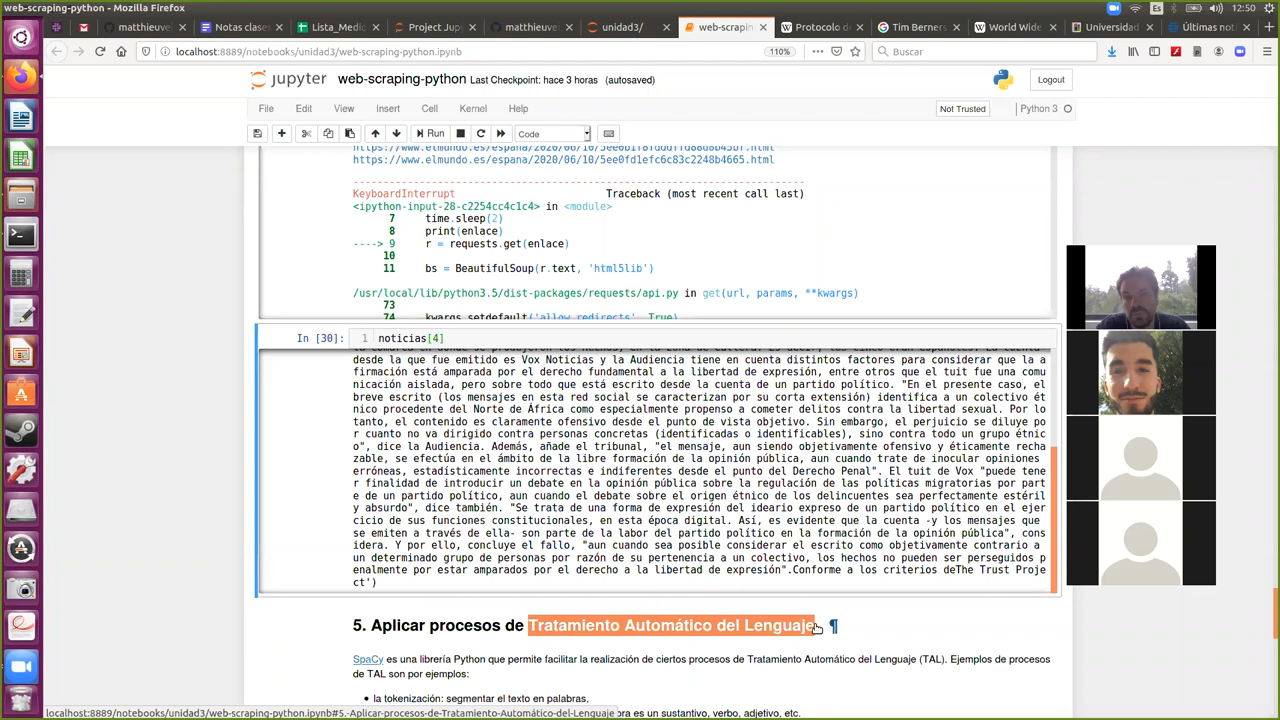 web-scraping-python - Mozilla Firefox
Es
12:50
matthieuve
Notas clases
Lista_Medic
Project Jup
matthieuve
unidad3/
web-scrapin
Protocolo d
Tim Berners
World Wide
Universidad
Últimas not
localhost:8889/notebooks/unidad3/web-scraping-python.ipynb
110%
Buscar
jupyter web-scraping-python Last Checkpoint: hace 3 horas (autosaved)
Logout
File Edit View Insert Cell Kernel Help
Not Trusted
Python 3
Run
Code
https://www.elmundo.es/espana/2020/06/10/5ee0fd1efc6c83c2248b4665.html
KeyboardInterrupt Traceback (most recent call last)
<ipython-input-28-c2254cc4c1c4> in <module>
7 time.sleep(2)
8 print(enlace)
----> 9 r = requests.get(enlace)
10
11 bs = BeautifulSoup(r.text, 'html5lib')
/usr/local/lib/python3.5/dist-packages/requests/api.py in get(url, params, **kwargs)
73
74 kwargs.setdefault('allow_redirects', True)
In [30]: 1 noticias[4]
desde la que fue emitido es Vox Noticias y la Audiencia tiene en cuenta distintos factores para considerar que la a
firmación está amparada por el derecho fundamental a la libertad de expresión, entre otros que el tuit fue una comu
nicación aislada, pero sobre todo que está escrito desde la cuenta de un partido político. "En el presente caso, el
breve escrito (los mensajes en esta red social se caracterizan por su corta extensión) identifica a un colectivo ét
nico procedente del Norte de África como especialmente propenso a cometer delitos contra la libertad sexual. Por lo
tanto, el contenido es claramente ofensivo desde el punto de vista objetivo. Sin embargo, el perjuicio se diluye po
r cuanto no va dirigido contra personas concretas (identificadas o identificables), sino contra todo un grupo étnic
o", dice la Audiencia. Además, añade el tribunal, "el mensaje, aun siendo objetivamente ofensivo y éticamente recha
zable, se efectúa en el ámbito de la libre formación de la opinión pública, aun cuando trate de inocular opiniones
erróneas, estadísticamente incorrectas e indiferentes desde el punto del Derecho Penal". El tuit de Vox "puede tene
r finalidad de introducir un debate en la opinión pública sobre la regulación de las políticas migratorias por part
e de un partido político, aun cuando el debate sobre el origen étnico de los delincuentes sea perfectamente estéril
y absurdo", dice también. "Se trata de una forma de expresión del ideario expreso de un partido político en el ejer
cicio de sus funciones constitucionales, en esta época digital. Así, es evidente que la cuenta -y los mensajes que
se emiten a través de ella- son parte de la labor del partido político en la formación de la opinión pública", cons
idera. Y por ello, concluye el fallo, "aun cuando sea posible considerar el escrito como objetivamente contrario a
un determinado grupo de personas por razón de su pertenencia a un colectivo, los hechos no pueden ser perseguidos p
enalmente por estar amparados por el derecho a la libertad de expresión".Conforme a los criterios deThe Trust Proje
ct')
5. Aplicar procesos de Tratamiento Automático del Lenguaje ¶
SpaCy es una librería Python que permite facilitar la realización de ciertos procesos de Tratamiento Automático del Lenguaje (TAL). Ejemplos de procesos
de TAL son por ejemplos:
• la tokenización: segmentar el texto en palabras,
localhost:8889/notebooks/unidad3/web-scraping-python.ipynb#5.-Aplicar-procesos-de-Tratamiento-Automático-del-Lenguaje
bra es un sustantivo, verbo, adjetivo, etc.